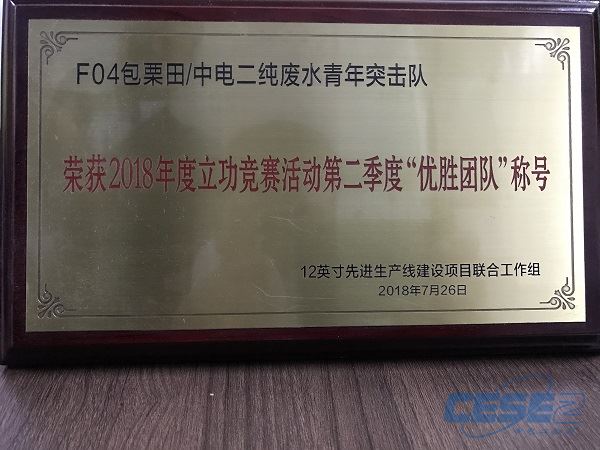 F04包栗田/中电二纯废水青年突击队
荣获2018年度立功竞赛活动第二季度“优胜团队”称号
12英寸先进生产线建设项目联合工作组
2018年7月26日
CESE2